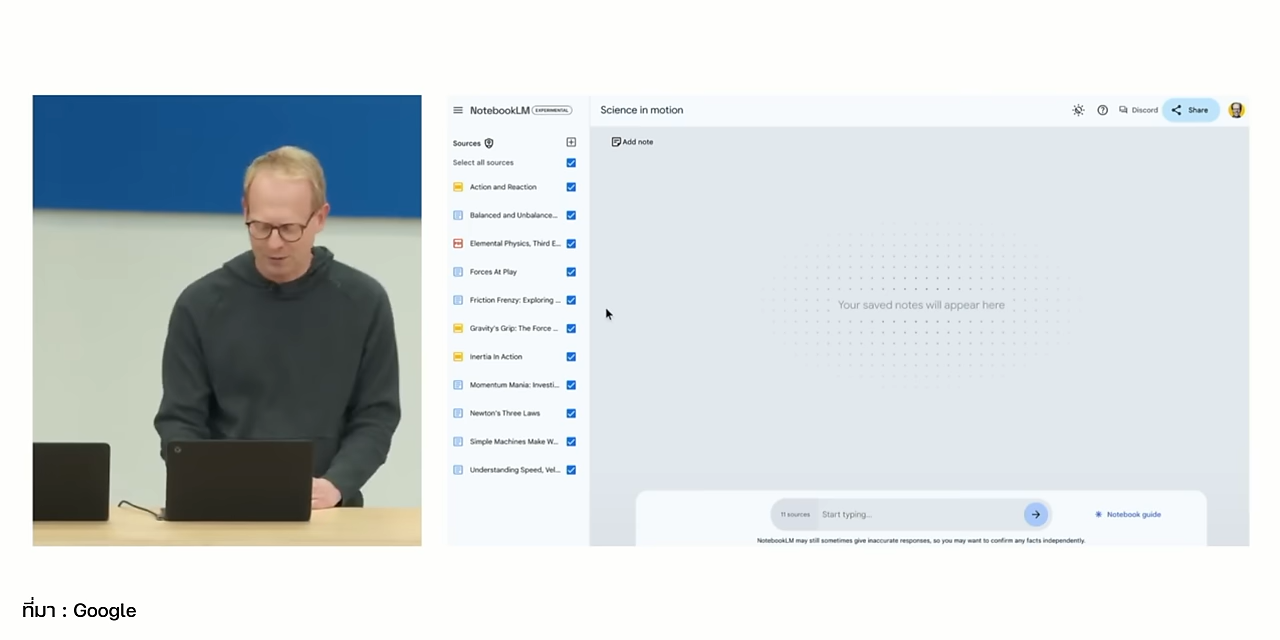 NotebookLM EXPERIMENTAL
Science in motion
Discord
Share
Sources
Add note
Select all sources
Action and Reaction
Balanced and Unbalance...
Elemental Physics, Third E...
Forces At Play
Friction Frenzy: Exploring ...
Gravity's Grip: The Force ...
Inertia In Action
Momentum Mania: Investi...
Newton's Three Laws
Simple Machines Make W...
Understanding Speed, Vel...
Your saved notes will appear here
11 sources
Start typing...
Notebook guide
NotebookLM may still sometimes give inaccurate responses, so you may want to confirm any facts independently.
ที่มา : Google